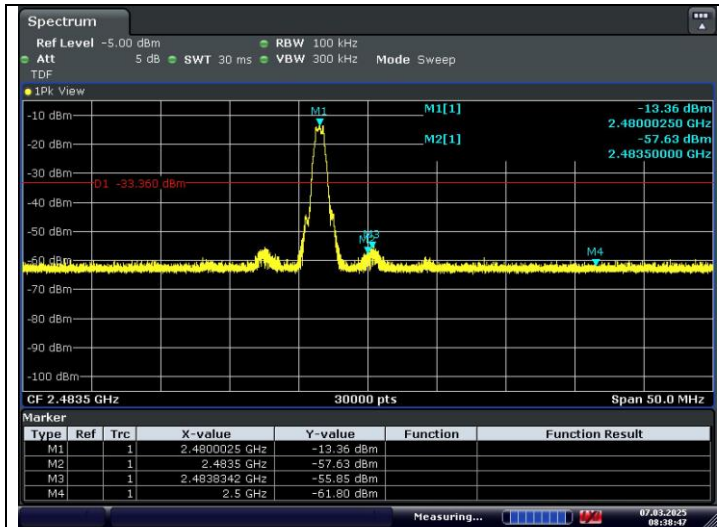 Spectrum
Ref Level -5.00 dBm RBW 100 kHz
Att 5 dB SWT 30 ms VBW 300 kHz Mode Sweep
TDF
1Pk View
M1[1] -13.36 dBm
2.48000250 GHz
M2[1] -57.63 dBm
2.48350000 GHz
M1
-10 dBm
-20 dBm
-30 dBm
D1 -33.360 dBm
-40 dBm
-50 dBm
M3
M4
-70 dBm
-80 dBm
-90 dBm
-100 dBm
CF 2.4835 GHz 30000 pts Span 50.0 MHz
Marker
Type Ref Trc X-value Y-value Function Function Result
M1 1 2.4800025 GHz -13.36 dBm
M2 1 2.4835 GHz -57.63 dBm
M3 1 2.4838342 GHz -55.85 dBm
M4 1 2.5 GHz -61.80 dBm
Measuring... 07.03.2025
08:38:47